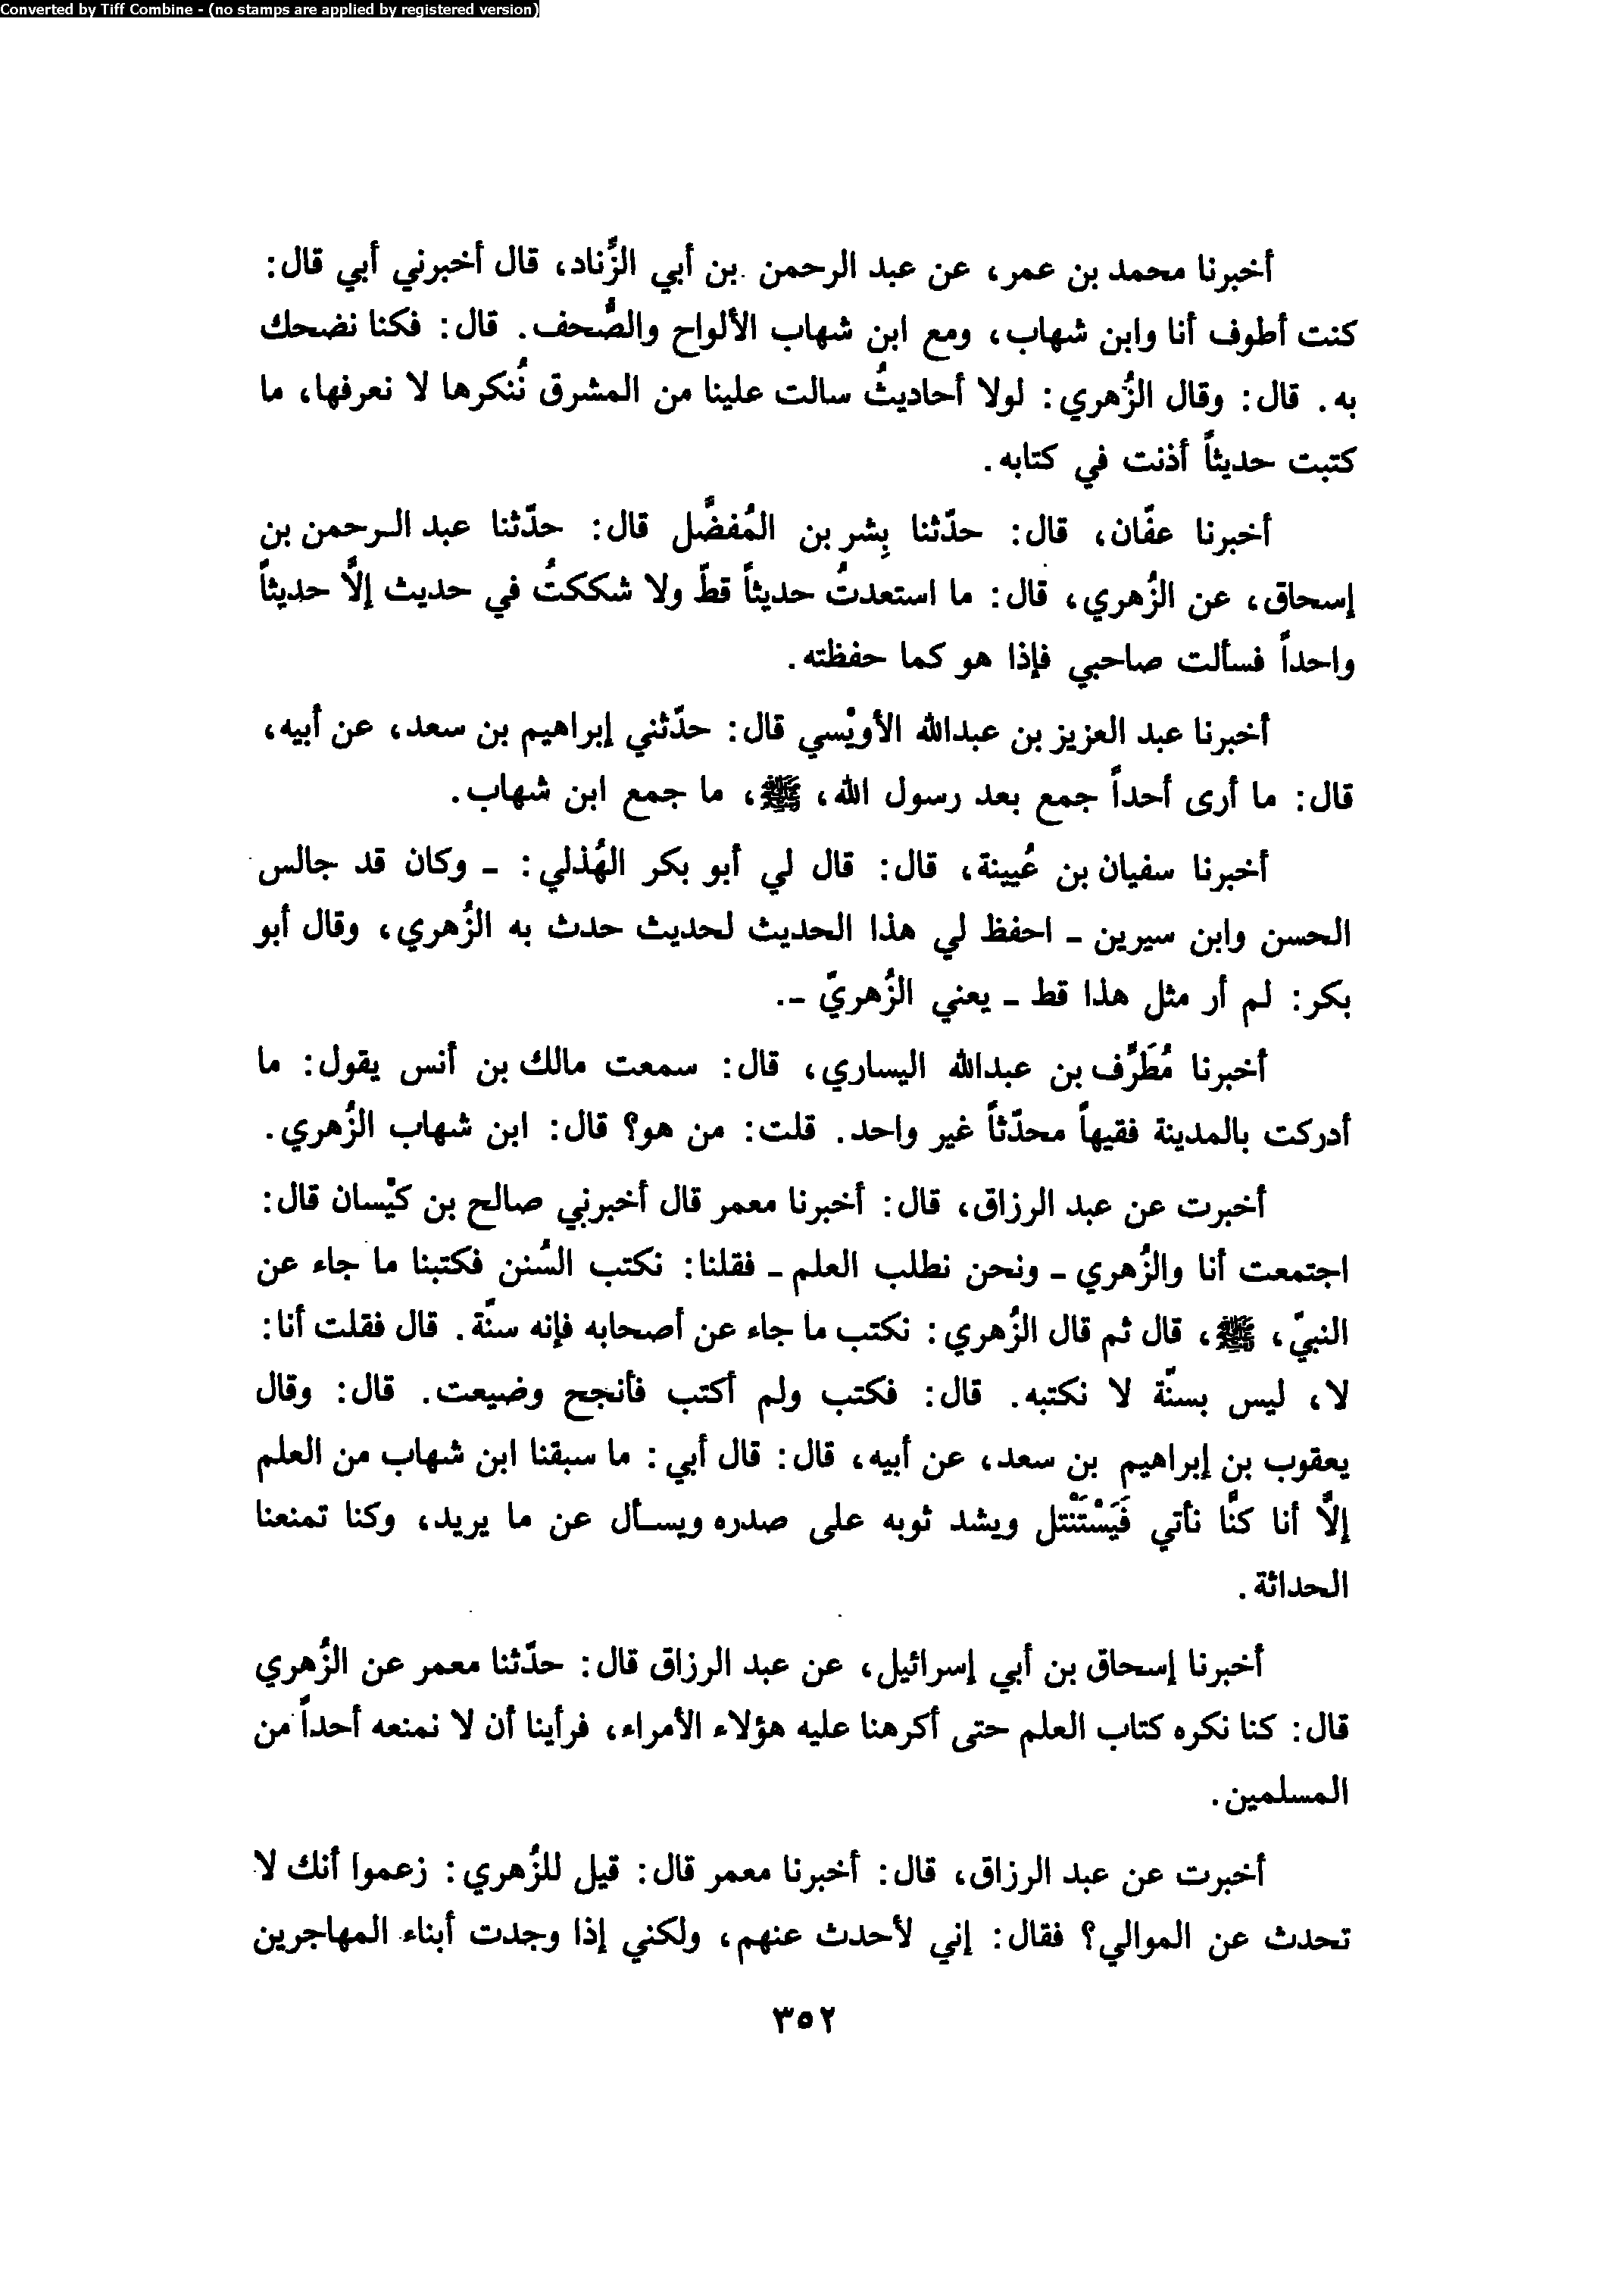 Converted by Tiff Combine - (no stamps are applied by registered version)
أخبرنا محمد بن عمر، عن عبد الرحمن بن أبي الزِّناد، قال أخبرني أبي قال:
كنت أطوف أنا وابن شهاب، ومع ابن شهاب الألواح والصُّحف. قال: فكنا نضحك
به. قال: وقال الزُّهري: لولا أحاديثُ سالت علينا من المشرق نُنكرها لا نعرفها، ما
كتبت حديثاً أذنت في كتابه.
أخبرنا عفّان، قال: حدّثنا بِشر بن المُفضَّل قال: حدّثنا عبد الرحمن بن
إسحاق، عن الزُهري، قال: ما استعدتُ حديثاً قطّ ولا شككتُ في حديث إلَّا حديثاً
واحداً فسألت صاحبي فإذا هو كما حفظته.
أخبرنا عبد العزيز بن عبدالله الأويْسي قال: حدّثني إبراهيم بن سعد، عن أبيه،
قال: ما أرى أحداً جمع بعد رسول الله، ﷺ، ما جمع ابن شهاب.
أخبرنا سفيان بن عُيينة، قال: قال لي أبو بكر الهُذلي: ـ وكان قد جالس
الحسن وابن سيرين ـ احفظ لي هذا الحديث لحديث حدث به الزُهري، وقال أبو
بكر: لم أر مثل هذا قط ـ يعني الزُهريّ ـ.
أخبرنا مُطَرِّف بن عبدالله اليساري، قال: سمعت مالك بن أنس يقول: ما
أدركت بالمدينة فقيهاً محدّثاً غير واحد. قلت: من هو؟ قال: ابن شهاب الزُهري.
أخبرت عن عبد الرزاق، قال: أخبرنا معمر قال أخبرني صالح بن كيْسان قال:
اجتمعت أنا والزُهري ـ ونحن نطلب العلم ـ فقلنا: نكتب السُنن فكتبنا ما جاء عن
النبيّ، ﷺ، قال ثم قال الزُهري: نكتب ما جاء عن أصحابه فإنه سنّة. قال فقلت أنا:
لا، ليس بسنّة لا نكتبه. قال: فكتب ولم أكتب فأنجح وضيعت. قال: وقال
يعقوب بن إبراهيم بن سعد، عن أبيه، قال: قال أبي: ما سبقنا ابن شهاب من العلم
إلَّا أنا كنَّا نأتي فَيَسْتَنْتل ويشد ثوبه على صدره ويسأل عن ما يريد، وكنا تمنعنا
الحداثة.
أخبرنا إسحاق بن أبي إسرائيل، عن عبد الرزاق قال: حدّثنا معمر عن الزُهري
قال: كنا نكره كتاب العلم حتى أكرهنا عليه هؤلاء الأمراء، فرأينا أن لا نمنعه أحداً من
المسلمين.
أخبرت عن عبد الرزاق، قال: أخبرنا معمر قال: قيل للزُهري: زعموا أنك لا
تحدث عن الموالي؟ فقال: إني لأحدث عنهم، ولكني إذا وجدت أبناء المهاجرين
٣٥٢